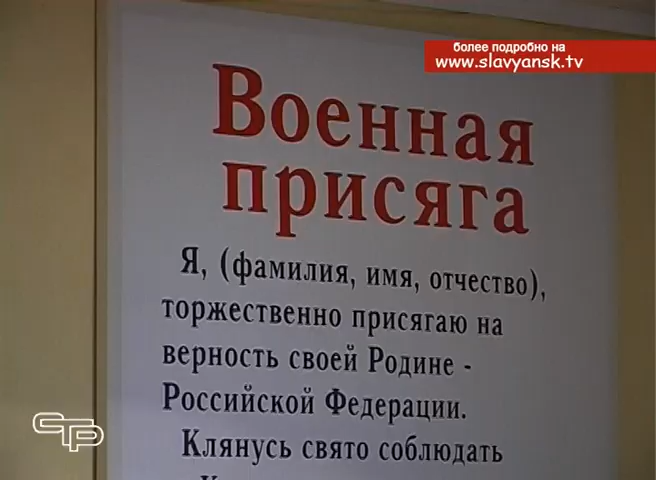 более подробно на
www.slavyansk.tv
Военная
присяга
Я, (фамилия, имя, отчество),
торжественно присягаю на
верность своей Родине -
Российской Федерации.
Клянусь свято соблюдать
стр